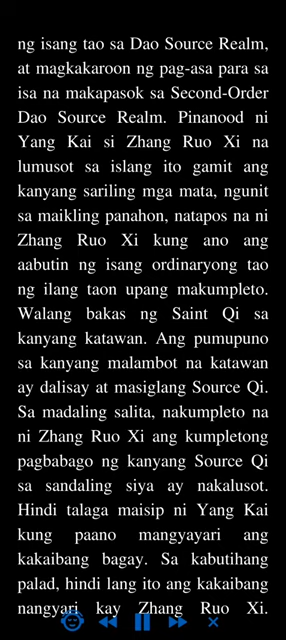 ng isang tao sa Dao Source Realm,
at magkakaroon ng pag-asa para sa
isa na makapasok sa Second-Order
Dao Source Realm. Pinanood ni
Yang Kai si Zhang Ruo Xi na
lumusot sa islang ito gamit ang
kanyang sariling mga mata, ngunit
sa maikling panahon, natapos na ni
Zhang Ruo Xi kung ano ang
aabutin ng isang ordinaryong tao
ng ilang taon upang makumpleto.
Walang bakas ng Saint Qi sa
kanyang katawan. Ang pumupuno
sa kanyang malambot na katawan
ay dalisay at masiglang Source Qi.
Sa madaling salita, nakumpleto na
ni Zhang Ruo Xi ang kumpletong
pagbabago ng kanyang Source Qi
sa sandaling siya ay nakalusot.
Hindi talaga maisip ni Yang Kai
kung paano mangyayari ang
kakaibang bagay. Sa kabutihang
palad, hindi lang ito ang kakaibang
nangyari kay Zhang Ruo Xi.